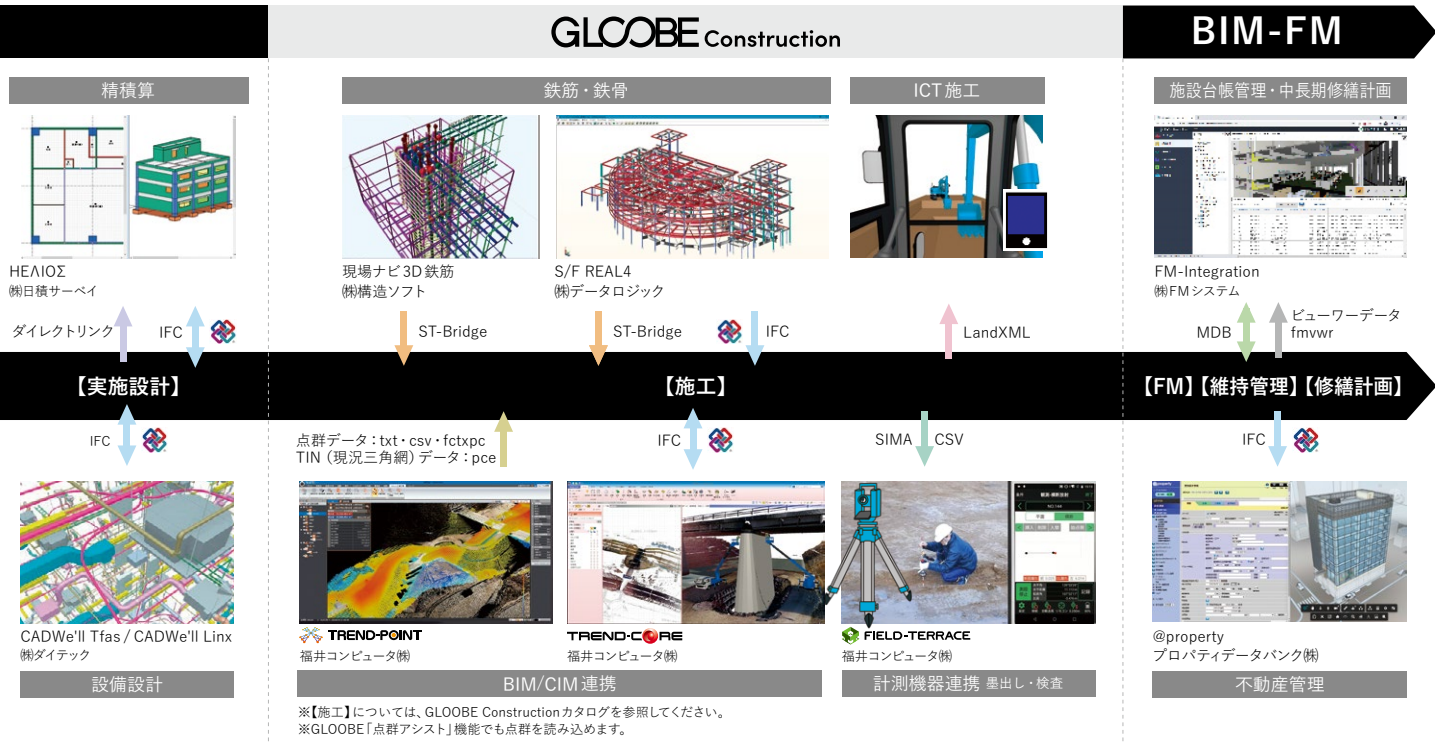 GLOOBE Construction
BIM-FM
精積算
鉄筋・鉄骨
ICT施工
施設台帳管理・中長期修繕計画
ΗΕΛΙΟΣ
㈱日積サーベイ
現場ナビ3D鉄筋
㈱構造ソフト
S/F REAL4
㈱データロジック
FM-Integration
㈱FMシステム
ダイレクトリンク
IFC
ST-Bridge
ST-Bridge
IFC
LandXML
MDB
ビューワーデータ
fmvwr
【実施設計】
【施工】
【FM】【維持管理】【修繕計画】
IFC
点群データ：txt・csv・fctxpc
TIN（現況三角網）データ：pce
IFC
SIMA
CSV
IFC
CADWe'll Tfas / CADWe'll Linx
㈱ダイテック
設備設計
TREND-POINT
福井コンピュータ㈱
TREND-CORE
福井コンピュータ㈱
BIM/CIM連携
FIELD-TERRACE
福井コンピュータ㈱
計測機器連携 墨出し・検査
@property
プロパティデータバンク㈱
不動産管理
※【施工】については、GLOOBE Constructionカタログを参照してください。
※GLOOBE「点群アシスト」機能でも点群を読み込めます。